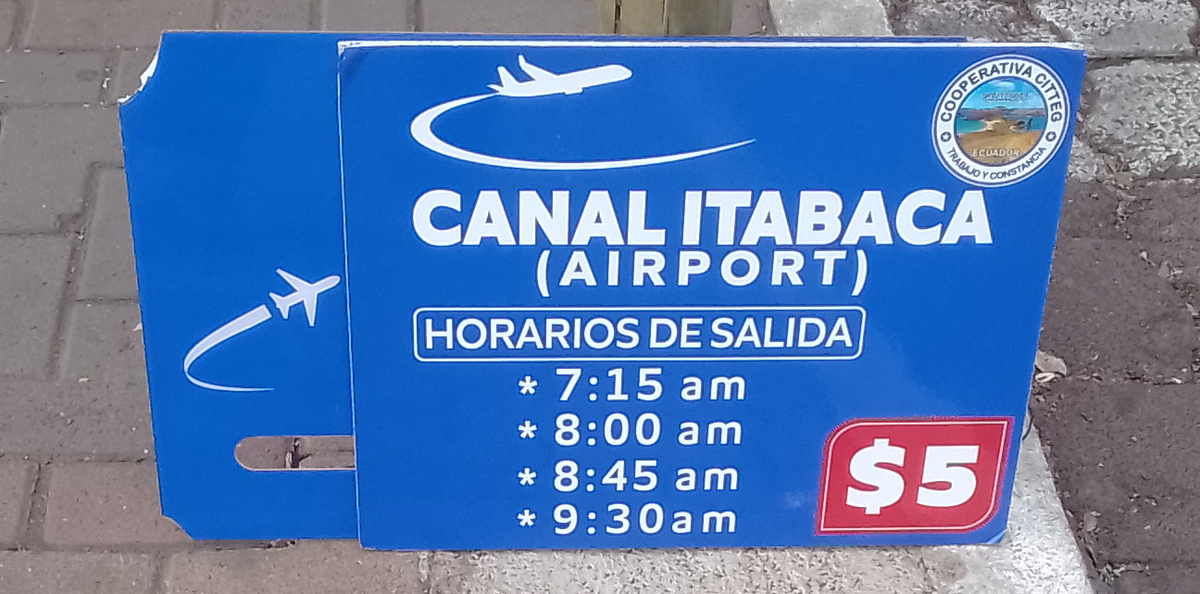 COOPERATIVA CITTEG
ECUADOR
TRABAJO Y CONSTANCIA
CANAL ITABACA
(AIRPORT)
HORARIOS DE SALIDA
* 7:15 am
* 8:00 am
* 8:45 am
* 9:30am
$5